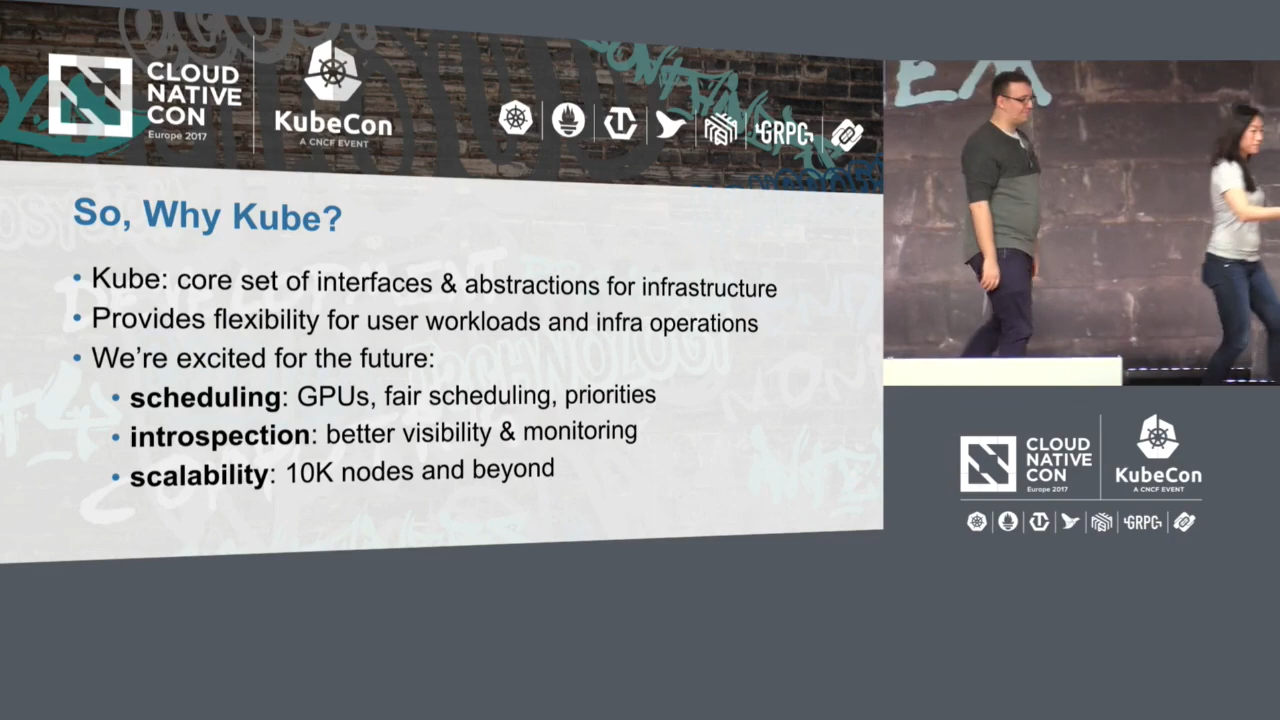 CLOUD
NATIVE
CON
Europe 2017
KubeCon
A CNCF EVENT
GRPC
So, Why Kube?
• Kube: core set of interfaces & abstractions for infrastructure
• Provides flexibility for user workloads and infra operations
• We're excited for the future:
• scheduling: GPUs, fair scheduling, priorities
• introspection: better visibility & monitoring
• scalability: 10K nodes and beyond
CLOUD
NATIVE
CON
Europe 2017
KubeCon
A CNCF EVENT
GRPC